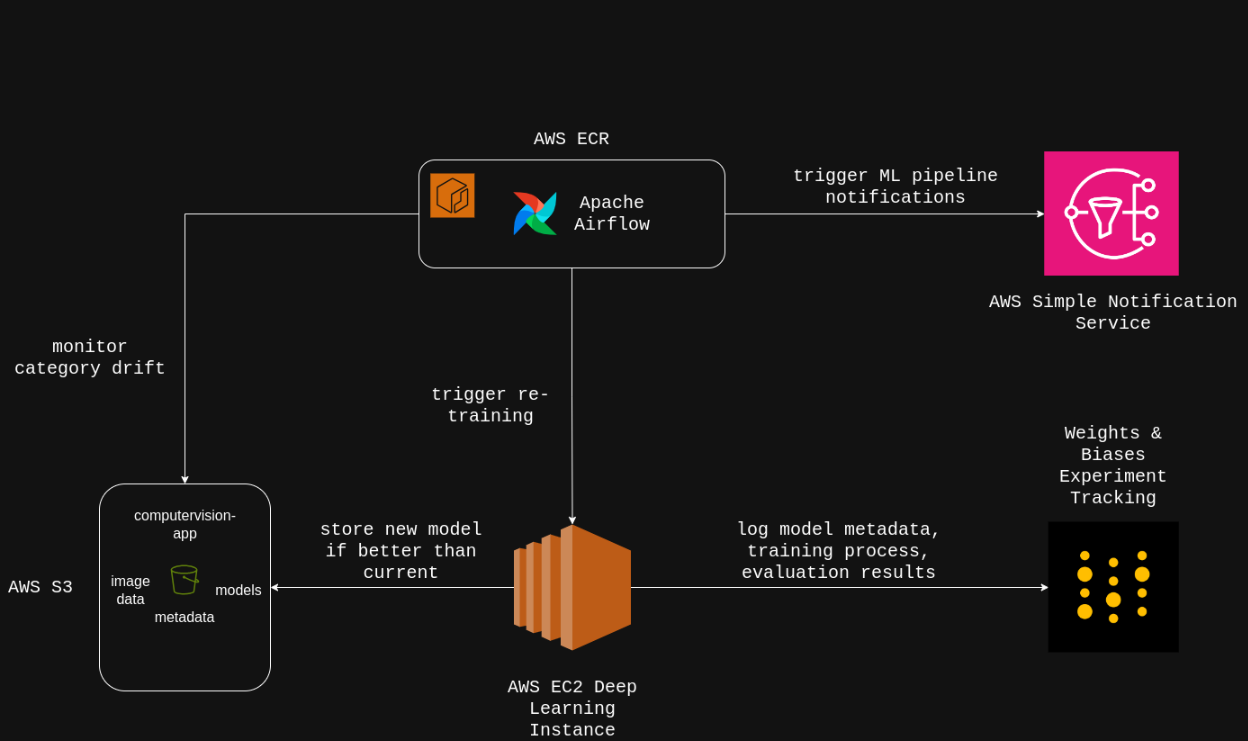 AWS ECR
Apache
Airflow
trigger ML pipeline
notifications
AWS Simple Notification
Service
monitor
category drift
trigger re-
training
Weights &
Biases
Experiment
Tracking
computervision-
app
image
data
metadata
models
AWS S3
store new model
if better than
current
log model metadata,
training process,
evaluation results
AWS EC2 Deep
Learning
Instance